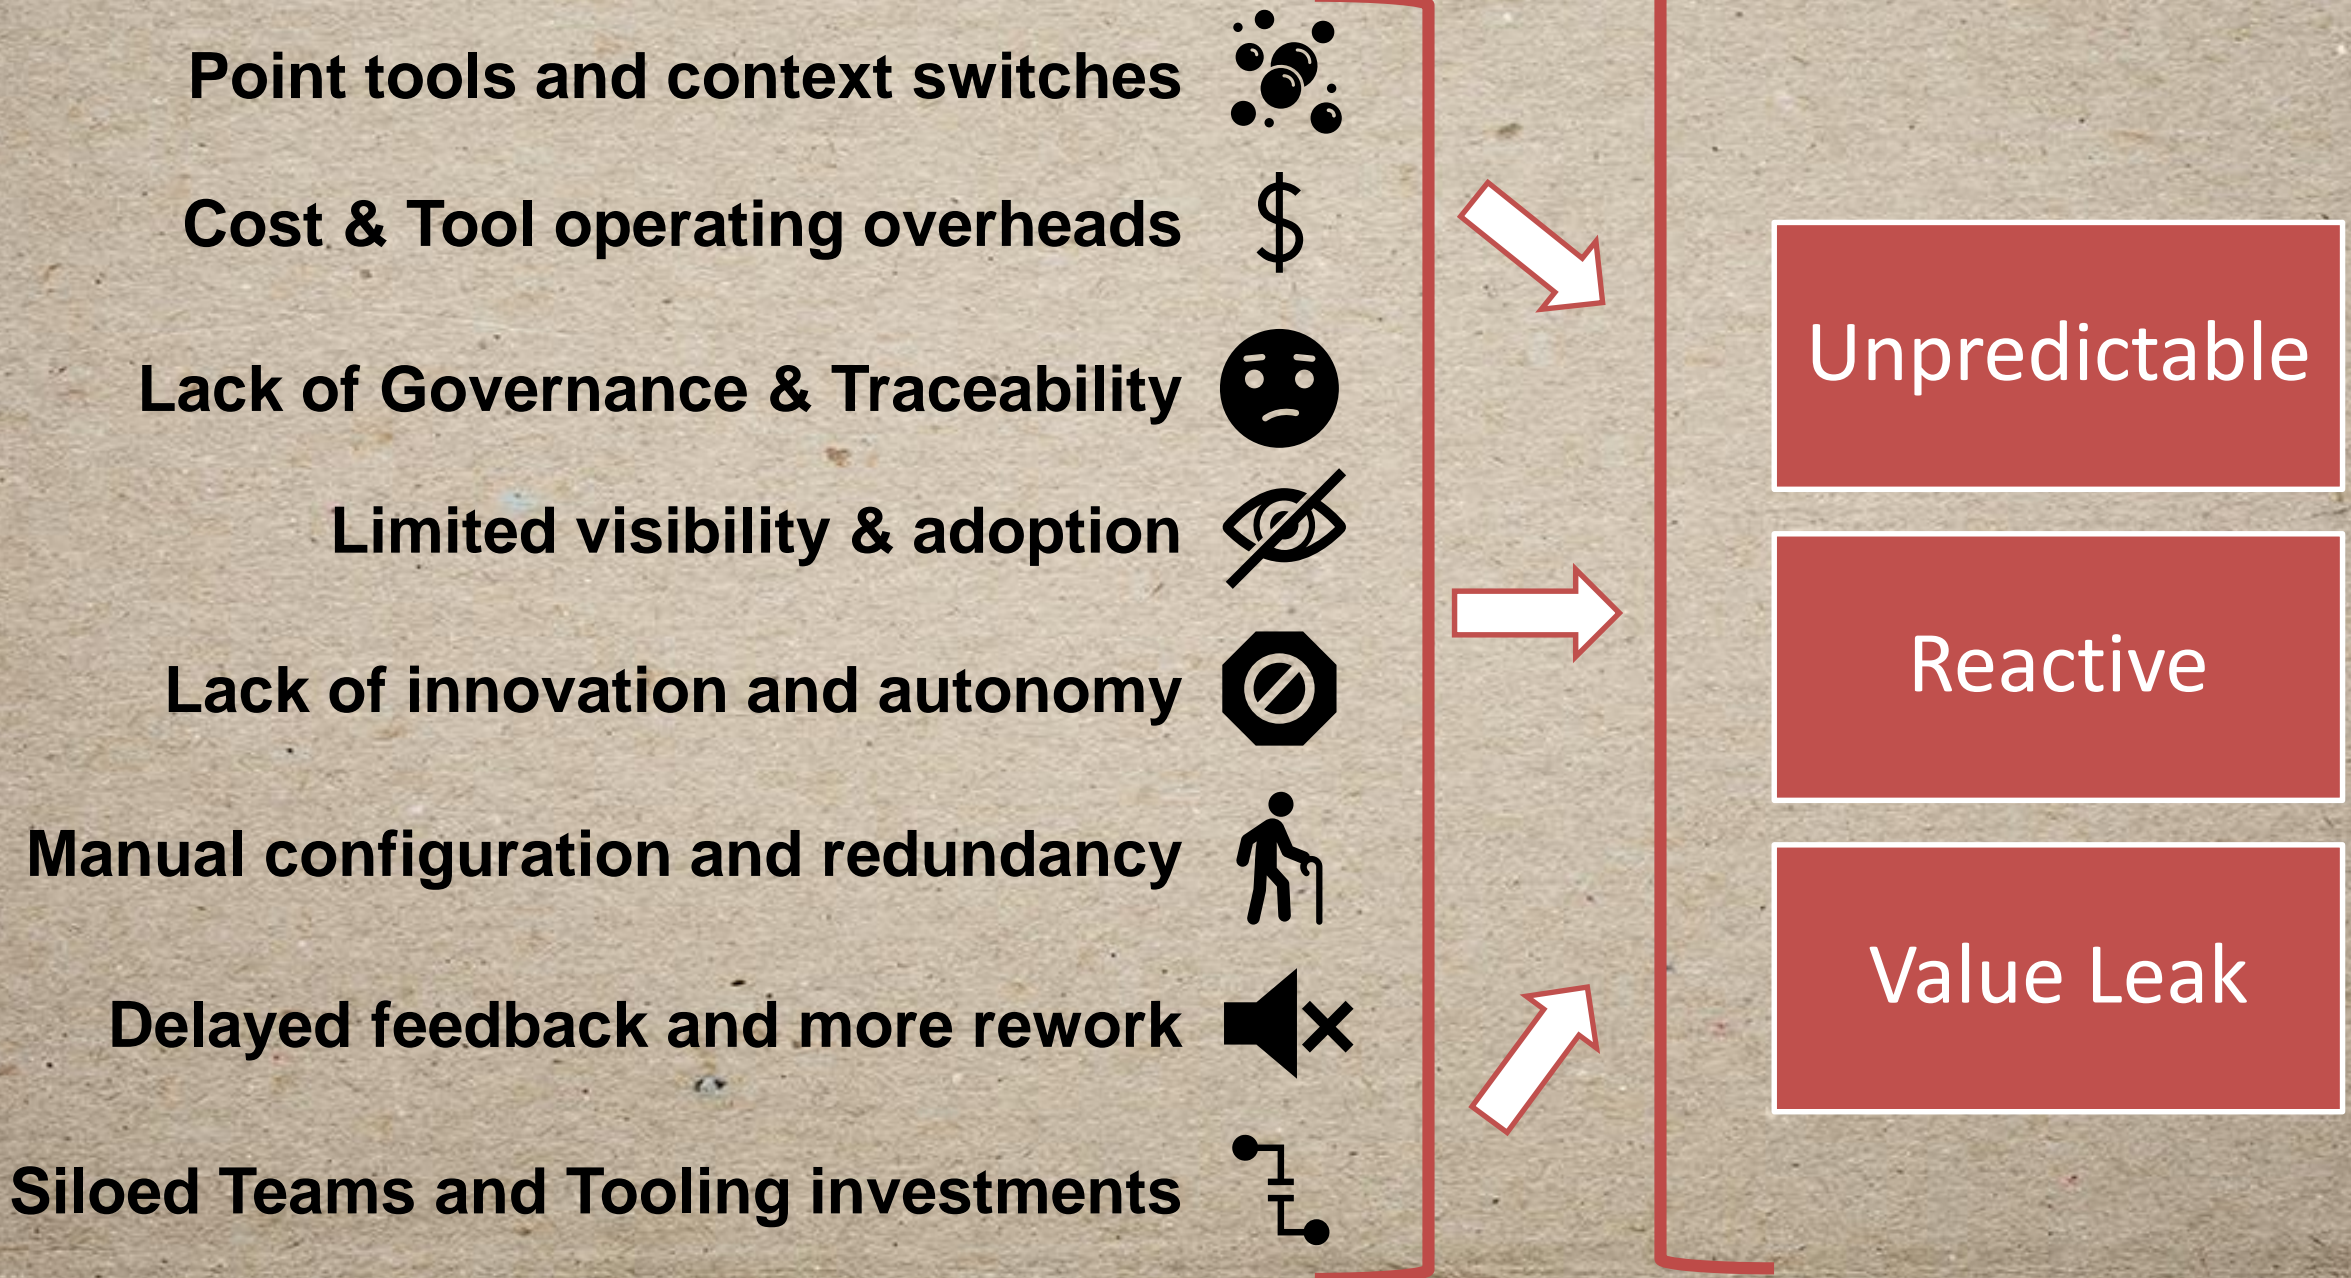 Point tools and context switches
Cost & Tool operating overheads
Lack of Governance & Traceability
Limited visibility & adoption
Lack of innovation and autonomy
Manual configuration and redundancy
Delayed feedback and more rework
Siloed Teams and Tooling investments
Unpredictable
Reactive
Value Leak